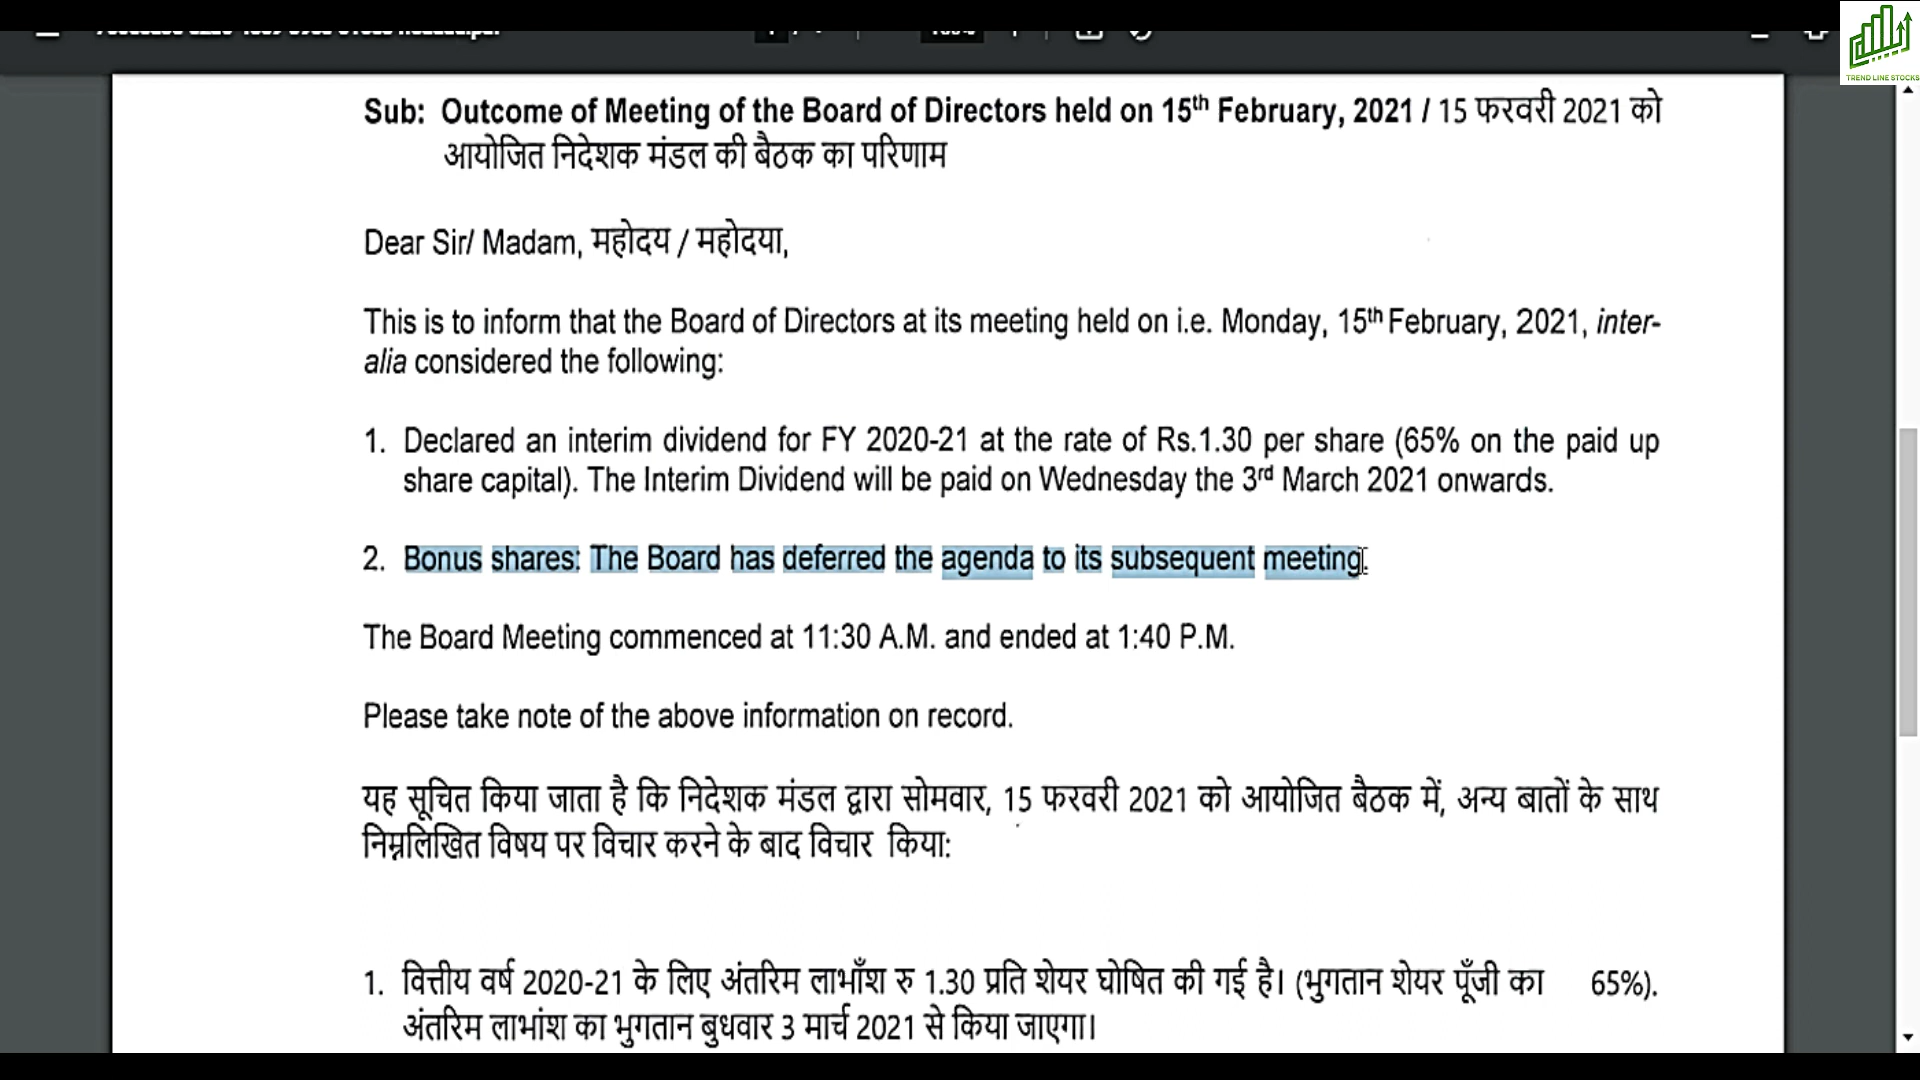 TREND LINE STOCKS
Sub: Outcome of Meeting of the Board of Directors held on 15th February, 2021 / 15 फरवरी 2021 को
आयोजित निदेशक मंडल की बैठक का परिणाम
Dear Sir/ Madam, महोदय / महोदया,
This is to inform that the Board of Directors at its meeting held on i.e. Monday, 15th February, 2021, inter-
alia considered the following:
1. Declared an interim dividend for FY 2020-21 at the rate of Rs.1.30 per share (65% on the paid up
share capital). The Interim Dividend will be paid on Wednesday the 3rd March 2021 onwards.
2. Bonus shares: The Board has deferred the agenda to its subsequent meeting.
The Board Meeting commenced at 11:30 A.M. and ended at 1:40 P.M.
Please take note of the above information on record.
यह सूचित किया जाता है कि निदेशक मंडल द्वारा सोमवार, 15 फरवरी 2021 को आयोजित बैठक में, अन्य बातों के साथ
निम्नलिखित विषय पर विचार करने के बाद विचार किया:
1. वित्तीय वर्ष 2020-21 के लिए अंतरिम लाभाँश रु 1.30 प्रति शेयर घोषित की गई है। (भुगतान शेयर पूँजी का 65%).
अंतरिम लाभांश का भुगतान बुधवार 3 मार्च 2021 से किया जाएगा।